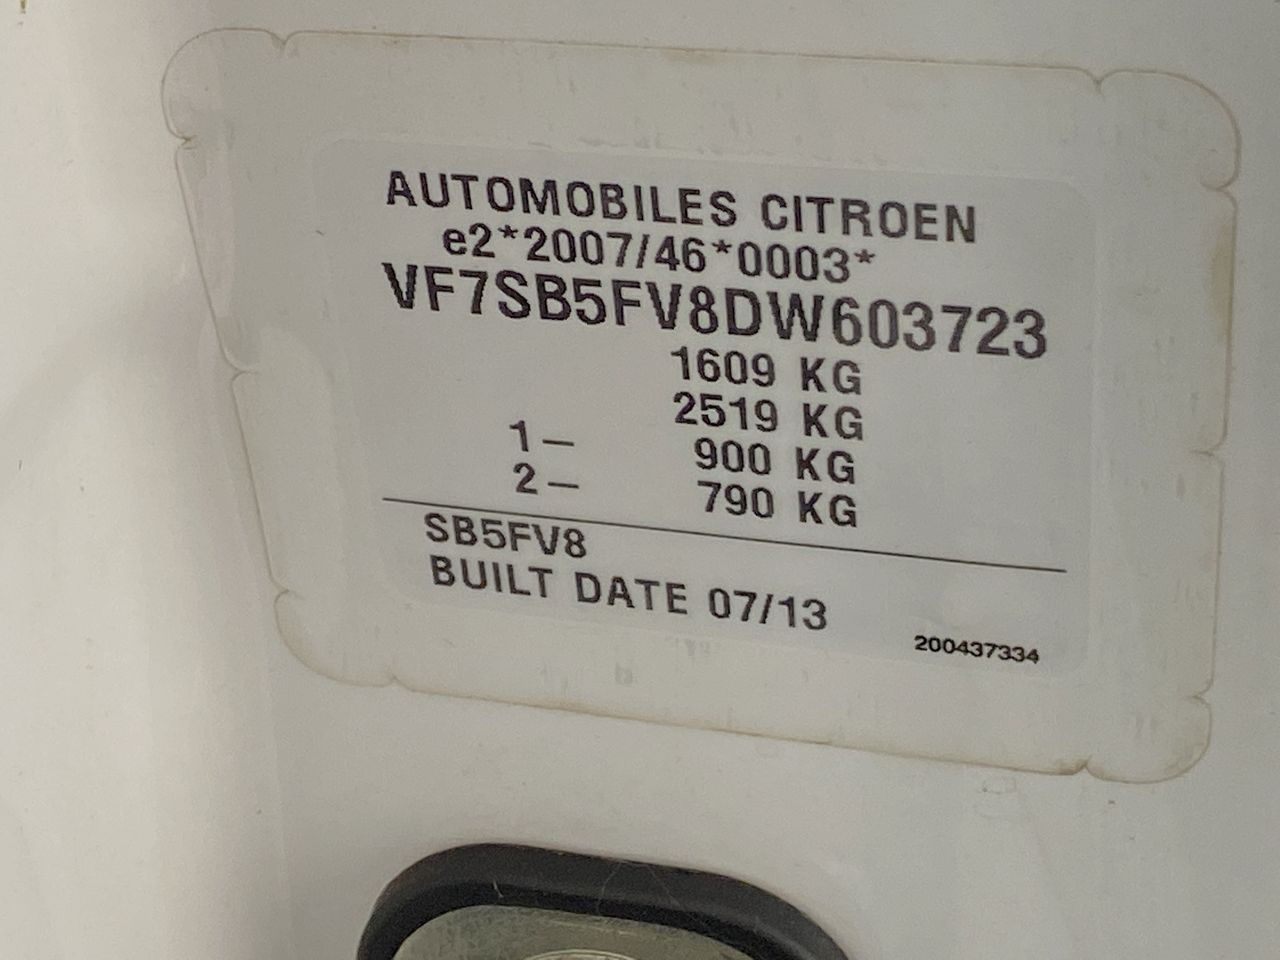 AUTOMOBILES CITROEN
e2*2007/46*0003*
VF7SB5FV8DW603723
1609 KG
2519 KG
1– 900 KG
2– 790 KG
SB5FV8
BUILT DATE 07/13
200437334